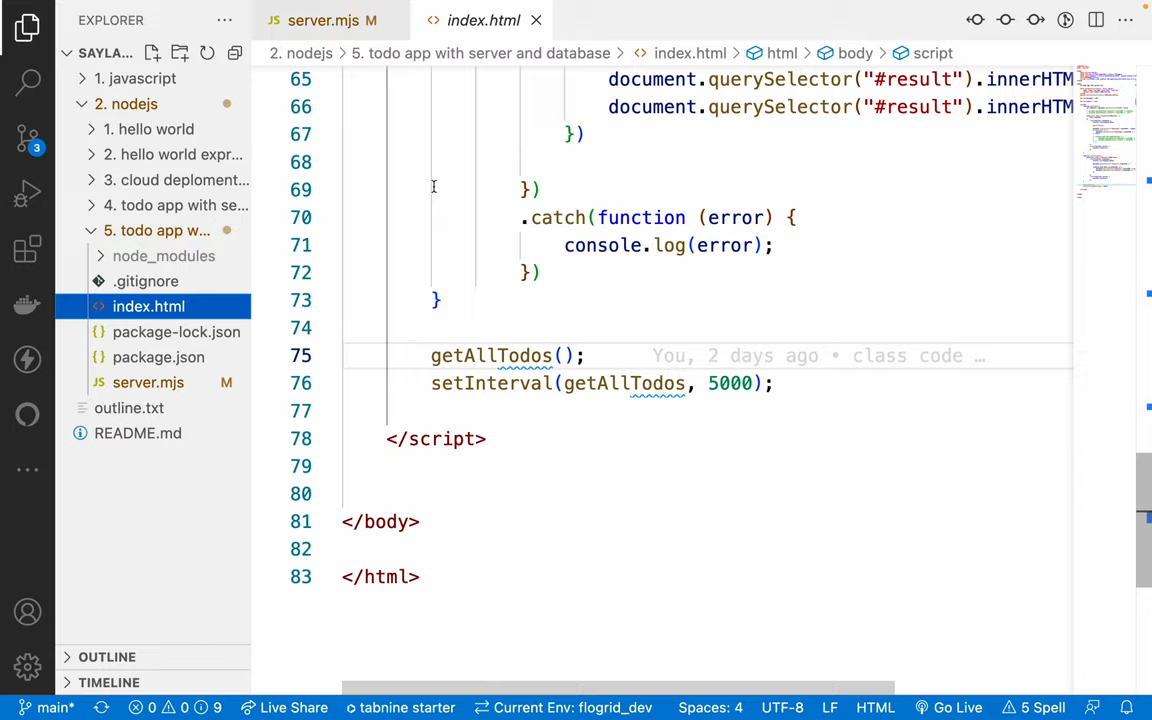 EXPLORER
SAYLA...
1. javascript
2. nodejs
1. hello world
2. hello world expr...
3. cloud deploment...
4. todo app with se...
5. todo app w...
node_modules
.gitignore
index.html
package-lock.json
package.json
server.mjs M
outline.txt
README.md
OUTLINE
TIMELINE
3
JS server.mjs M
index.html
2. nodejs > 5. todo app with server and database > index.html > html > body > script
65 document.querySelector("#result").innerHTM
66 document.querySelector("#result").innerHTM
67 })
68
69 })
70 .catch(function (error) {
71 console.log(error);
72 })
73 }
74
75 getAllTodos(); You, 2 days ago • class code …
76 setInterval(getAllTodos, 5000);
77
78 </script>
79
80
81 </body>
82
83 </html>
main* 0 0 9 Live Share tabnine starter Current Env: flogrid_dev Spaces: 4 UTF-8 LF HTML Go Live 5 Spell